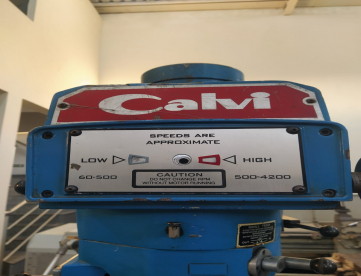 Calvi
SPEEDS ARE
APPROXIMATE
LOW HIGH
60-500 500-4200
CAUTION
DO NOT CHANGE RPM
WITHOUT MOTOR RUNNING